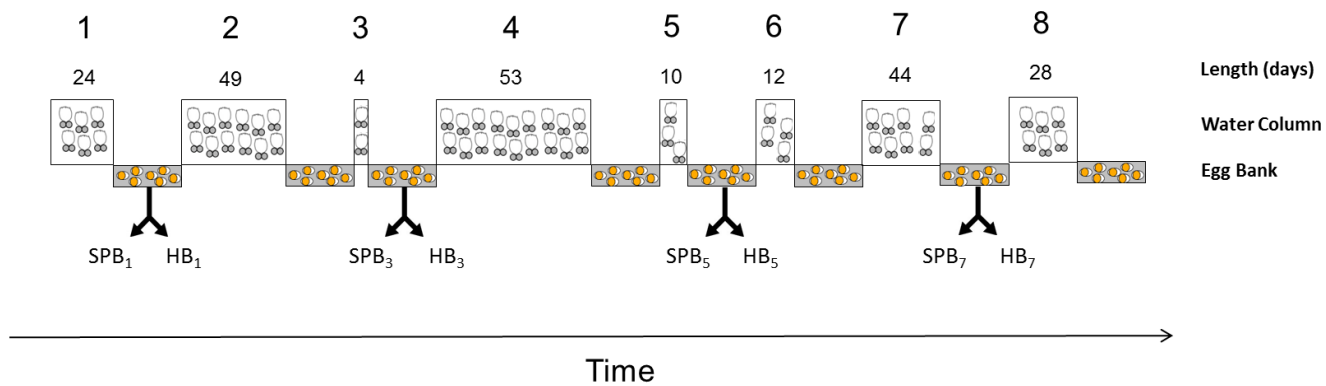 1 2 3 4 5 6 7 8
24 49 4 53 10 12 44 28 Length (days)
Water Column
Egg Bank
SPB₁ HB₁ SPB₃ HB₃ SPB₅ HB₅ SPB₇ HB₇
Time